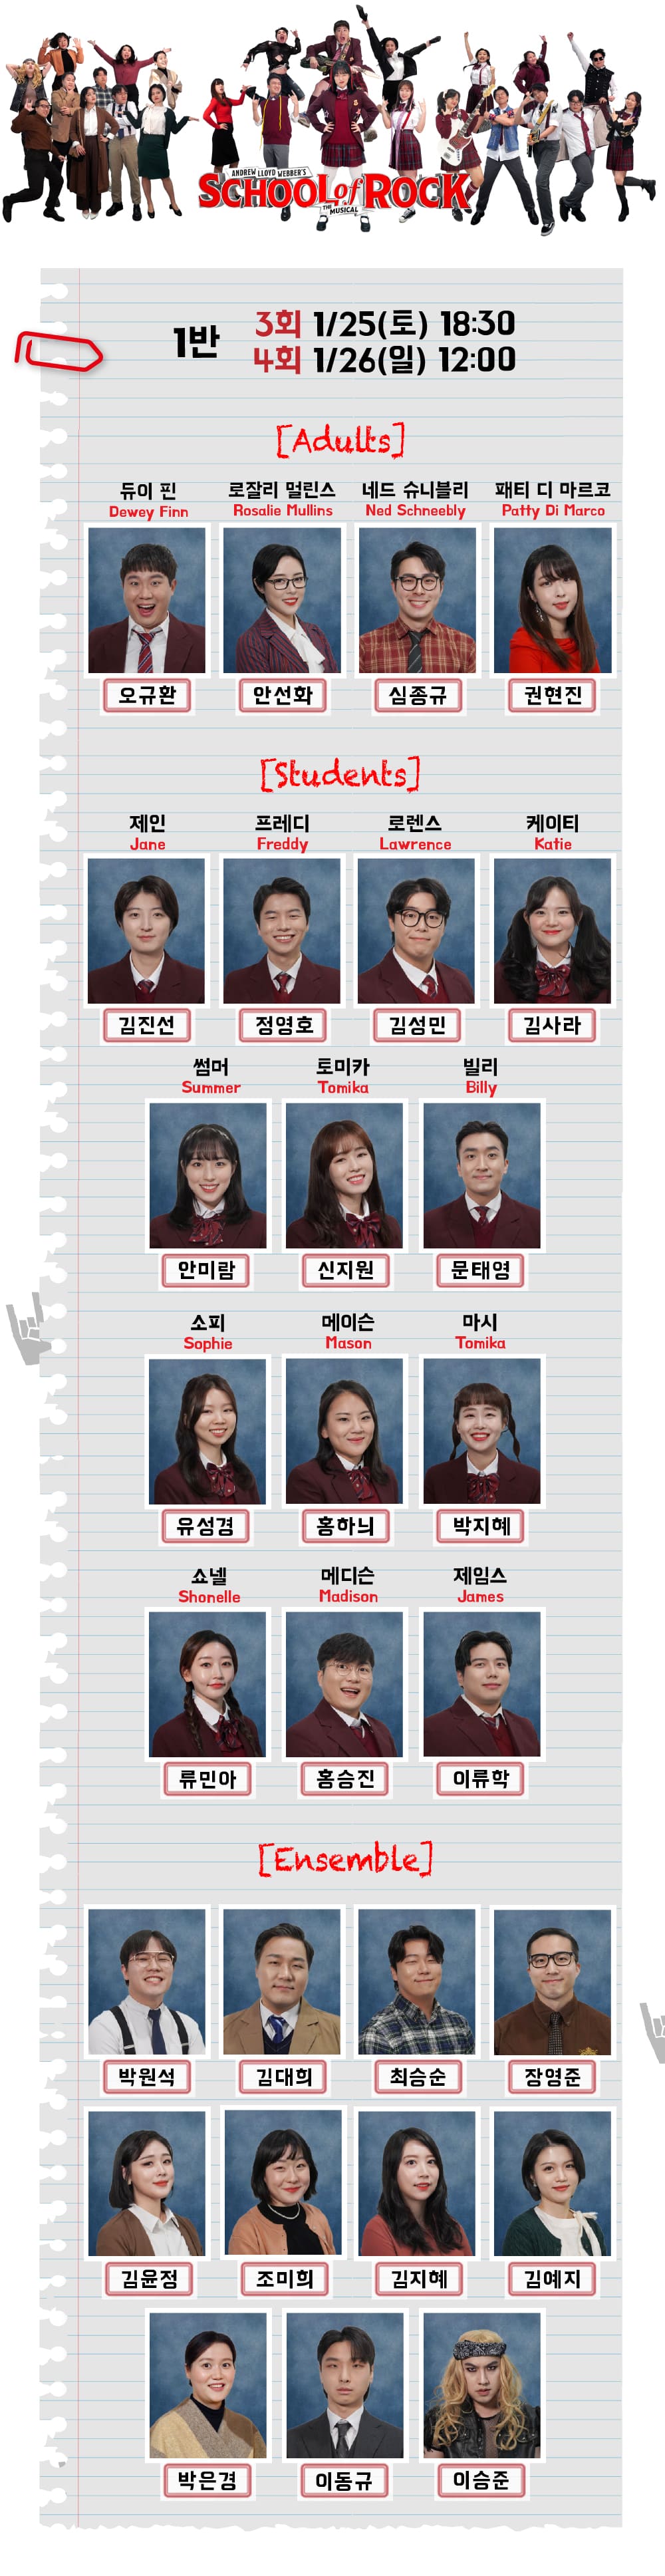 ANDREW LLOYD WEBBER'S
SCHOOL of ROCK
THE MUSICAL
1반
3회 1/25(토) 18:30
4회 1/26(일) 12:00
[Adults]
듀이 핀 로잘리 멀린스 네드 슈니블리 패티 디 마르코
Dewey Finn Rosalie Mullins Ned Schneebly Patty Di Marco
오규환 안선화 심종규 권현진
[Students]
제인 프레디 로렌스 케이티
Jane Freddy Lawrence Katie
김진선 정영호 김성민 김사라
썸머 토미카 빌리
Summer Tomika Billy
안미람 신지원 문태영
소피 메이슨 마시
Sophie Mason Tomika
유성경 홍하늬 박지혜
쇼넬 메디슨 제임스
Shonelle Madison James
류민아 홍승진 이류학
[Ensemble]
박원석 김대희 최승순 장영준
김윤정 조미희 김지혜 김예지
박은경 이동규 이승준